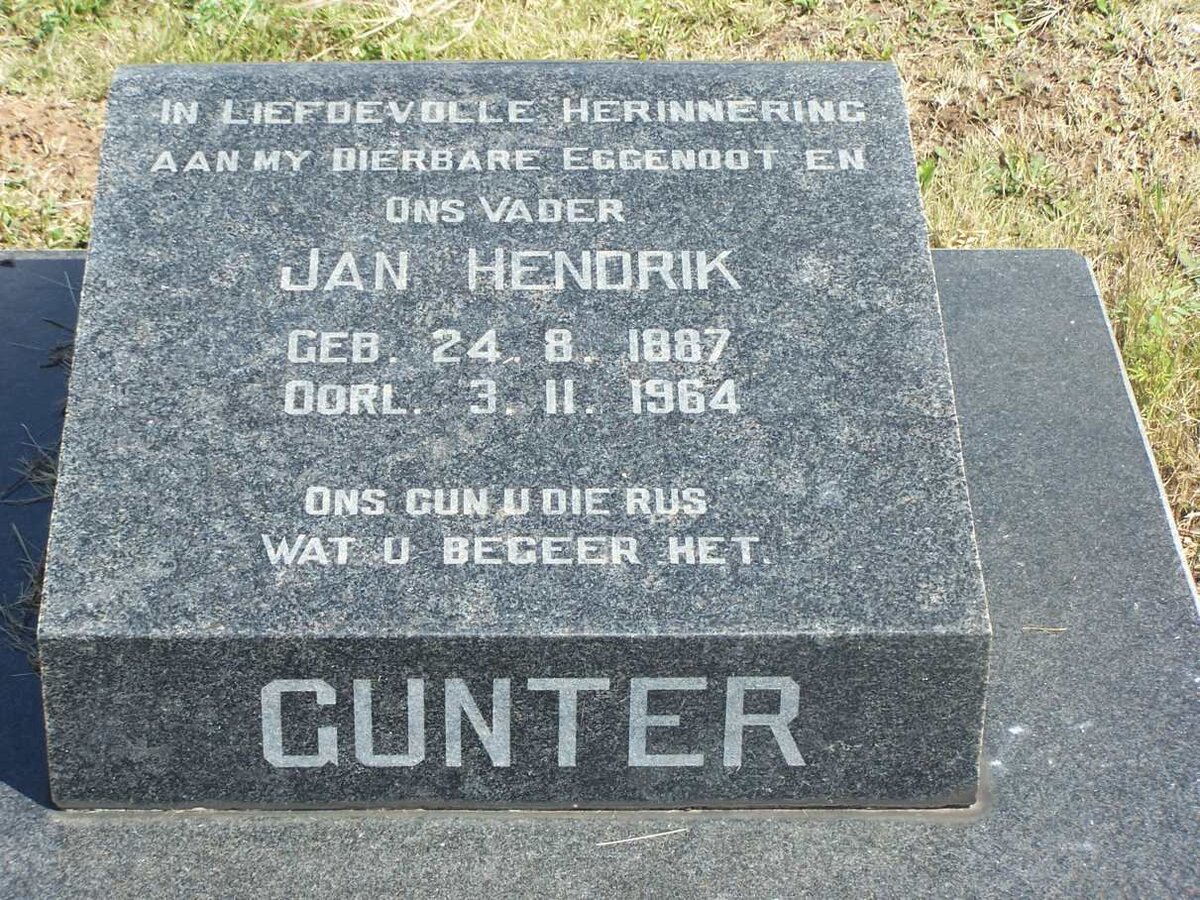 IN LIEFDEVOLLE HERINNERING
AAN MY DIERBARE EGGENOOT EN
ONS VADER
JAN HENDRIK
GEB. 24. 8. 1887
OORL. 3. 11. 1964
ONS GUN U DIE RUS
WAT U BEGEER HET.
GUNTER